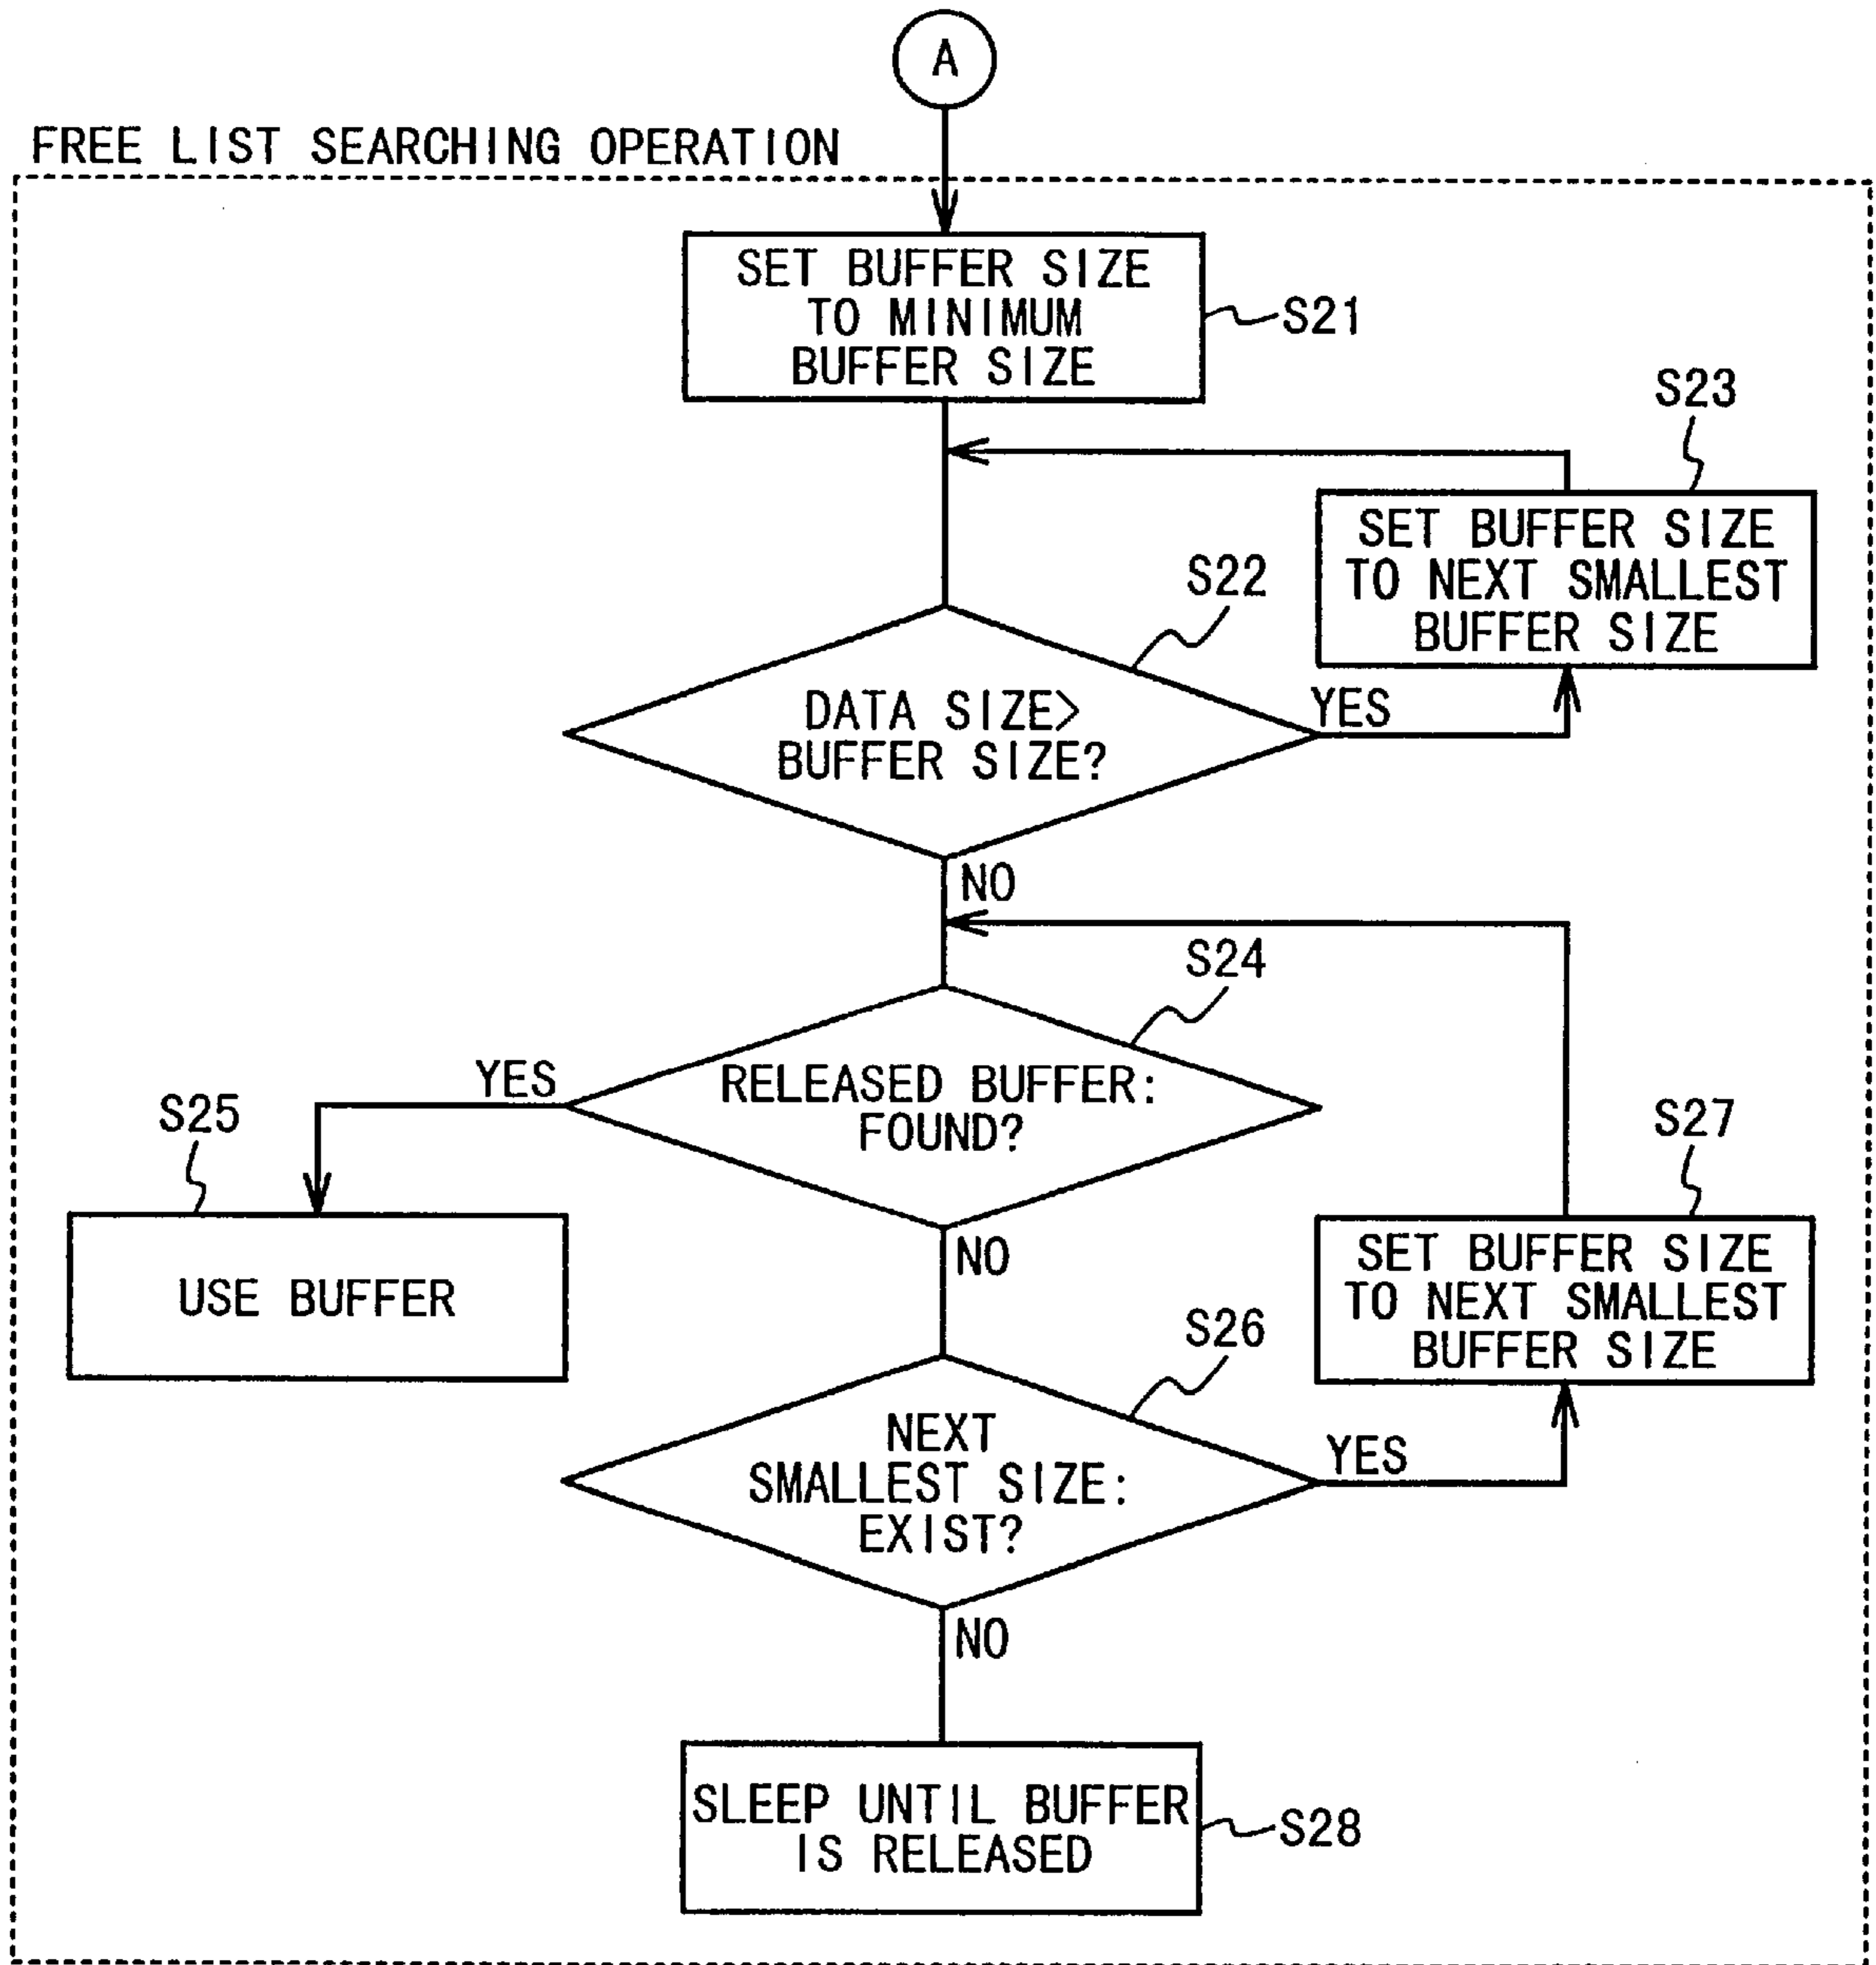 A
FREE LIST SEARCHING OPERATION
SET BUFFER SIZE
TO MINIMUM
BUFFER SIZE
S21
S23
SET BUFFER SIZE
TO NEXT SMALLEST
BUFFER SIZE
S22
DATA SIZE>
BUFFER SIZE?
YES
NO
S24
RELEASED BUFFER:
FOUND?
YES
S25
USE BUFFER
NO
S27
SET BUFFER SIZE
TO NEXT SMALLEST
BUFFER SIZE
S26
NEXT
SMALLEST SIZE:
EXIST?
YES
NO
SLEEP UNTIL BUFFER
IS RELEASED
S28